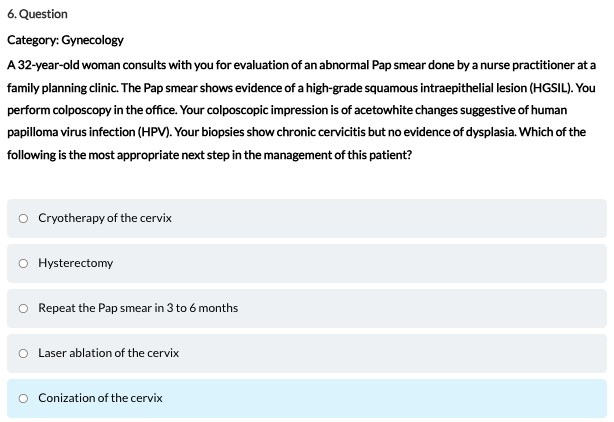 6. Question
Category: Gynecology
A 32-year-old woman consults with you for evaluation of an abnormal Pap smear done by a nurse practitioner at a
family planning clinic. The Pap smear shows evidence of a high-grade squamous intraepithelial lesion (HGSIL). You
perform colposcopy in the office. Your colposcopic impression is of acetowhite changes suggestive of human
papilloma virus infection (HPV). Your biopsies show chronic cervicitis but no evidence of dysplasia. Which of the
following is the most appropriate next step in the management of this patient?
Cryotherapy of the cervix
Hysterectomy
Repeat the Pap smear in 3 to 6 months
Laser ablation of the cervix
Conization of the cervix